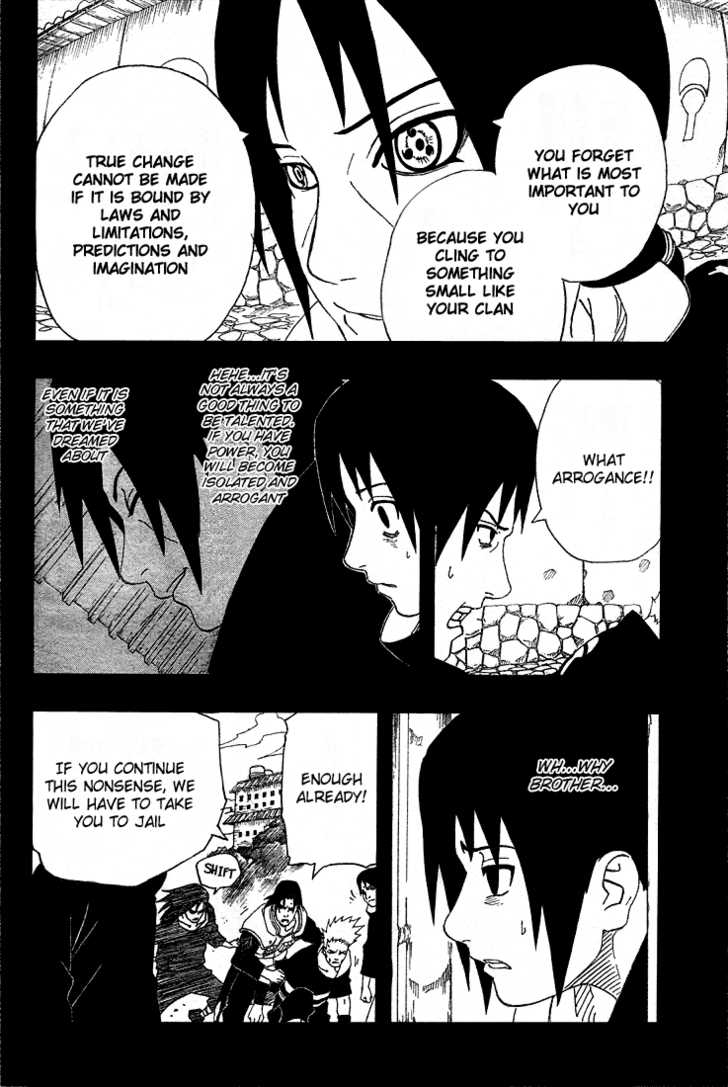 YOU FORGET
WHAT IS MOST
IMPORTANT TO
YOU
BECAUSE YOU
CLING TO
SOMETHING
SMALL LIKE
YOUR CLAN
TRUE CHANGE
CANNOT BE MADE
IF IT IS BOUND BY
LAWS AND
LIMITATIONS,
PREDICTIONS AND
IMAGINATION
WHAT
ARROGANCE!!
HEHE...IT'S
NOT ALWAYS A
GOOD THING TO
BE TALENTED.
IF YOU HAVE
POWER, YOU
WILL BECOME
ISOLATED AND
ARROGANT
EVEN IF IT IS
SOMETHING
THAT WE'VE
DREAMED
ABOUT
WH...WHY
BROTHER...
ENOUGH
ALREADY!
SHIFT
IF YOU CONTINUE
THIS NONSENSE, WE
WILL HAVE TO TAKE
YOU TO JAIL